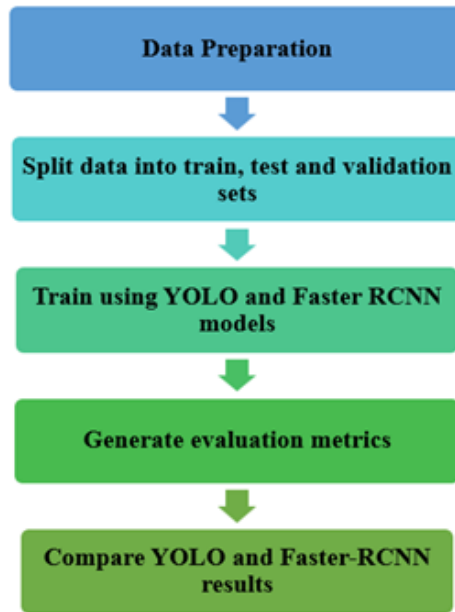 Data Preparation
Split data into train, test and validation
sets
Train using YOLO and Faster RCNN
models
Generate evaluation metrics
Compare YOLO and Faster-RCNN
results